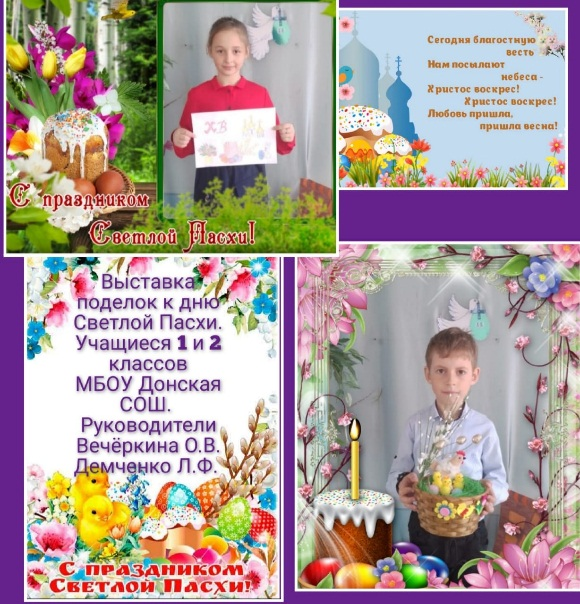 ХВ
С праздником
Светлой Пасхи!
Сегодня благостную
весть
Нам посылают
небеса -
Христос воскрес!
Христос воскрес!
Любовь пришла,
пришла весна!
Выставка
поделок к дню
Светлой Пасхи.
Учащиеся 1 и 2
классов
МБОУ Донская
СОШ.
Руководители
Вечёркина О.В.
Демченко Л.Ф.
С праздником
Светлой Пасхи!